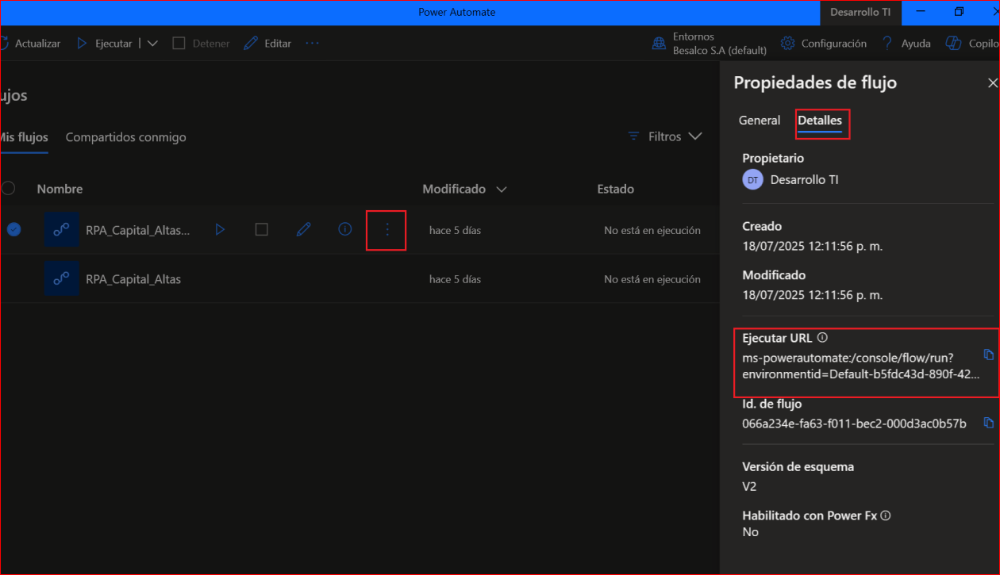 Power Automate
Desarrollo TI
Actualizar
Ejecutar
Detener
Editar
Entornos
Besalco S.A (default)
Configuración
Ayuda
Copilo
ujos
Mis flujos
Compartidos conmigo
Filtros
Nombre
Modificado
Estado
RPA_Capital_Altas...
hace 5 días
No está en ejecución
RPA_Capital_Altas
hace 5 días
No está en ejecución
Propiedades de flujo
General
Detalles
Propietario
DT
Desarrollo TI
Creado
18/07/2025 12:11:56 p. m.
Modificado
18/07/2025 12:11:56 p. m.
Ejecutar URL
ms-powerautomate:/console/flow/run?
environmentid=Default-b5fdc43d-890f-42...
Id. de flujo
066a234e-fa63-f011-bec2-000d3ac0b57b
Versión de esquema
V2
Habilitado con Power Fx
No